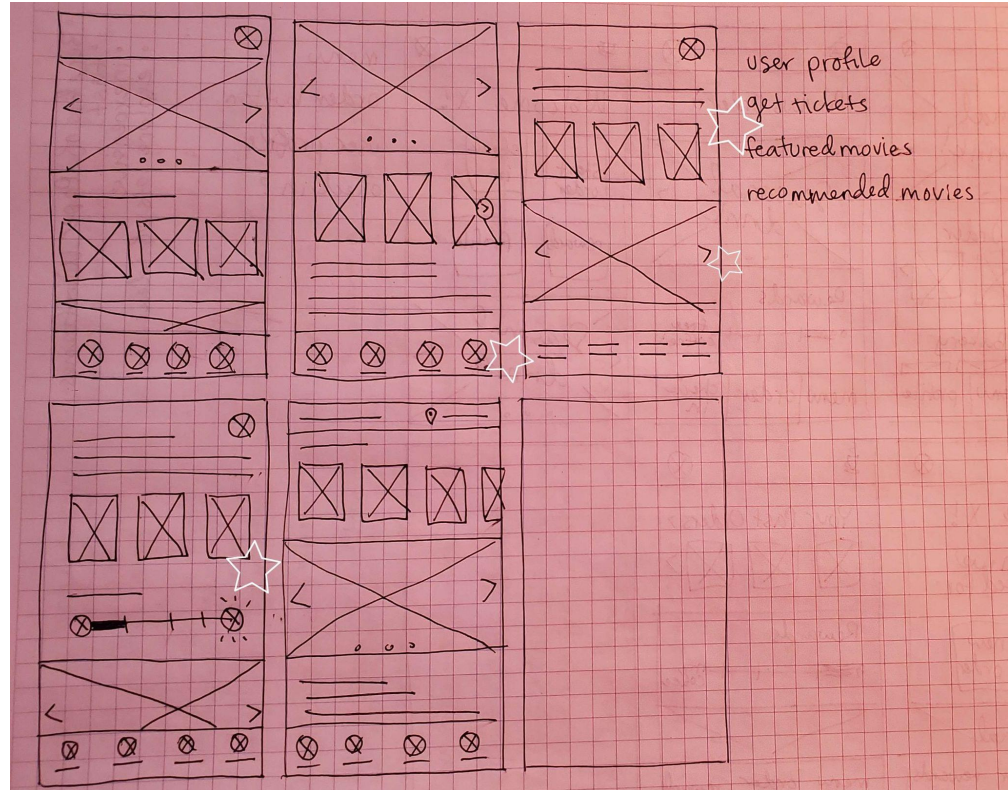 user profile
get tickets
featured movies
recommended movies